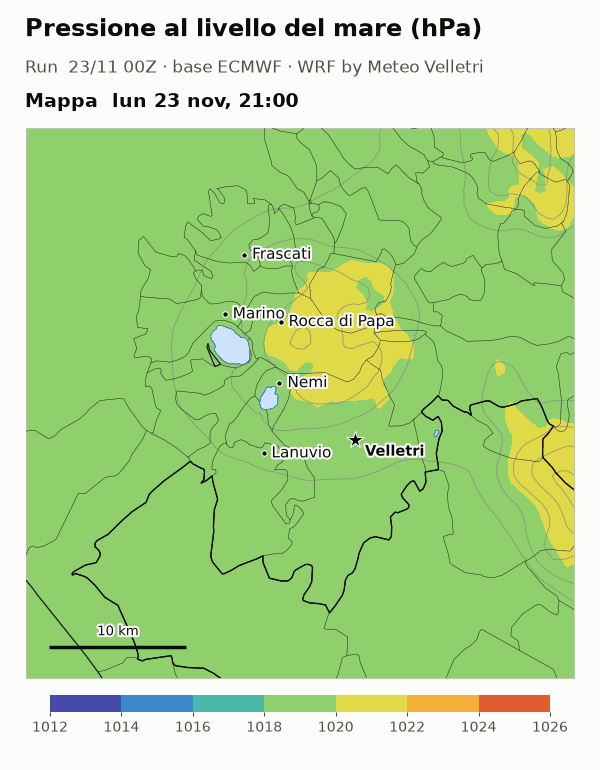 Pressione al livello del mare (hPa)
Run  23/11 00Z · base ECMWF · WRF by Meteo Velletri
Mappa  lun 23 nov, 21:00
Frascati
Marino
Rocca di Papa
Nemi
Velletri
Lanuvio
10 km
1012 1014 1016 1018 1020 1022 1024 1026